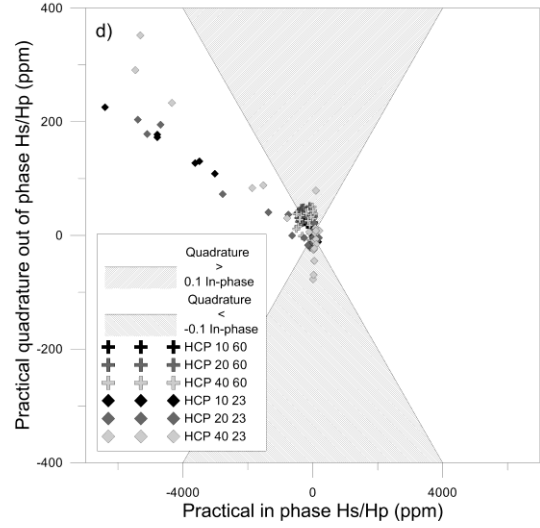 d)
400
200
0
-200
-400
Practical quadrature out of phase Hs/Hp (ppm)
Quadrature
>
0.1 In-phase
Quadrature
<
-0.1 In-phase
HCP 10 60
HCP 20 60
HCP 40 60
HCP 10 23
HCP 20 23
HCP 40 23
-4000 0 4000
Practical in phase Hs/Hp (ppm)